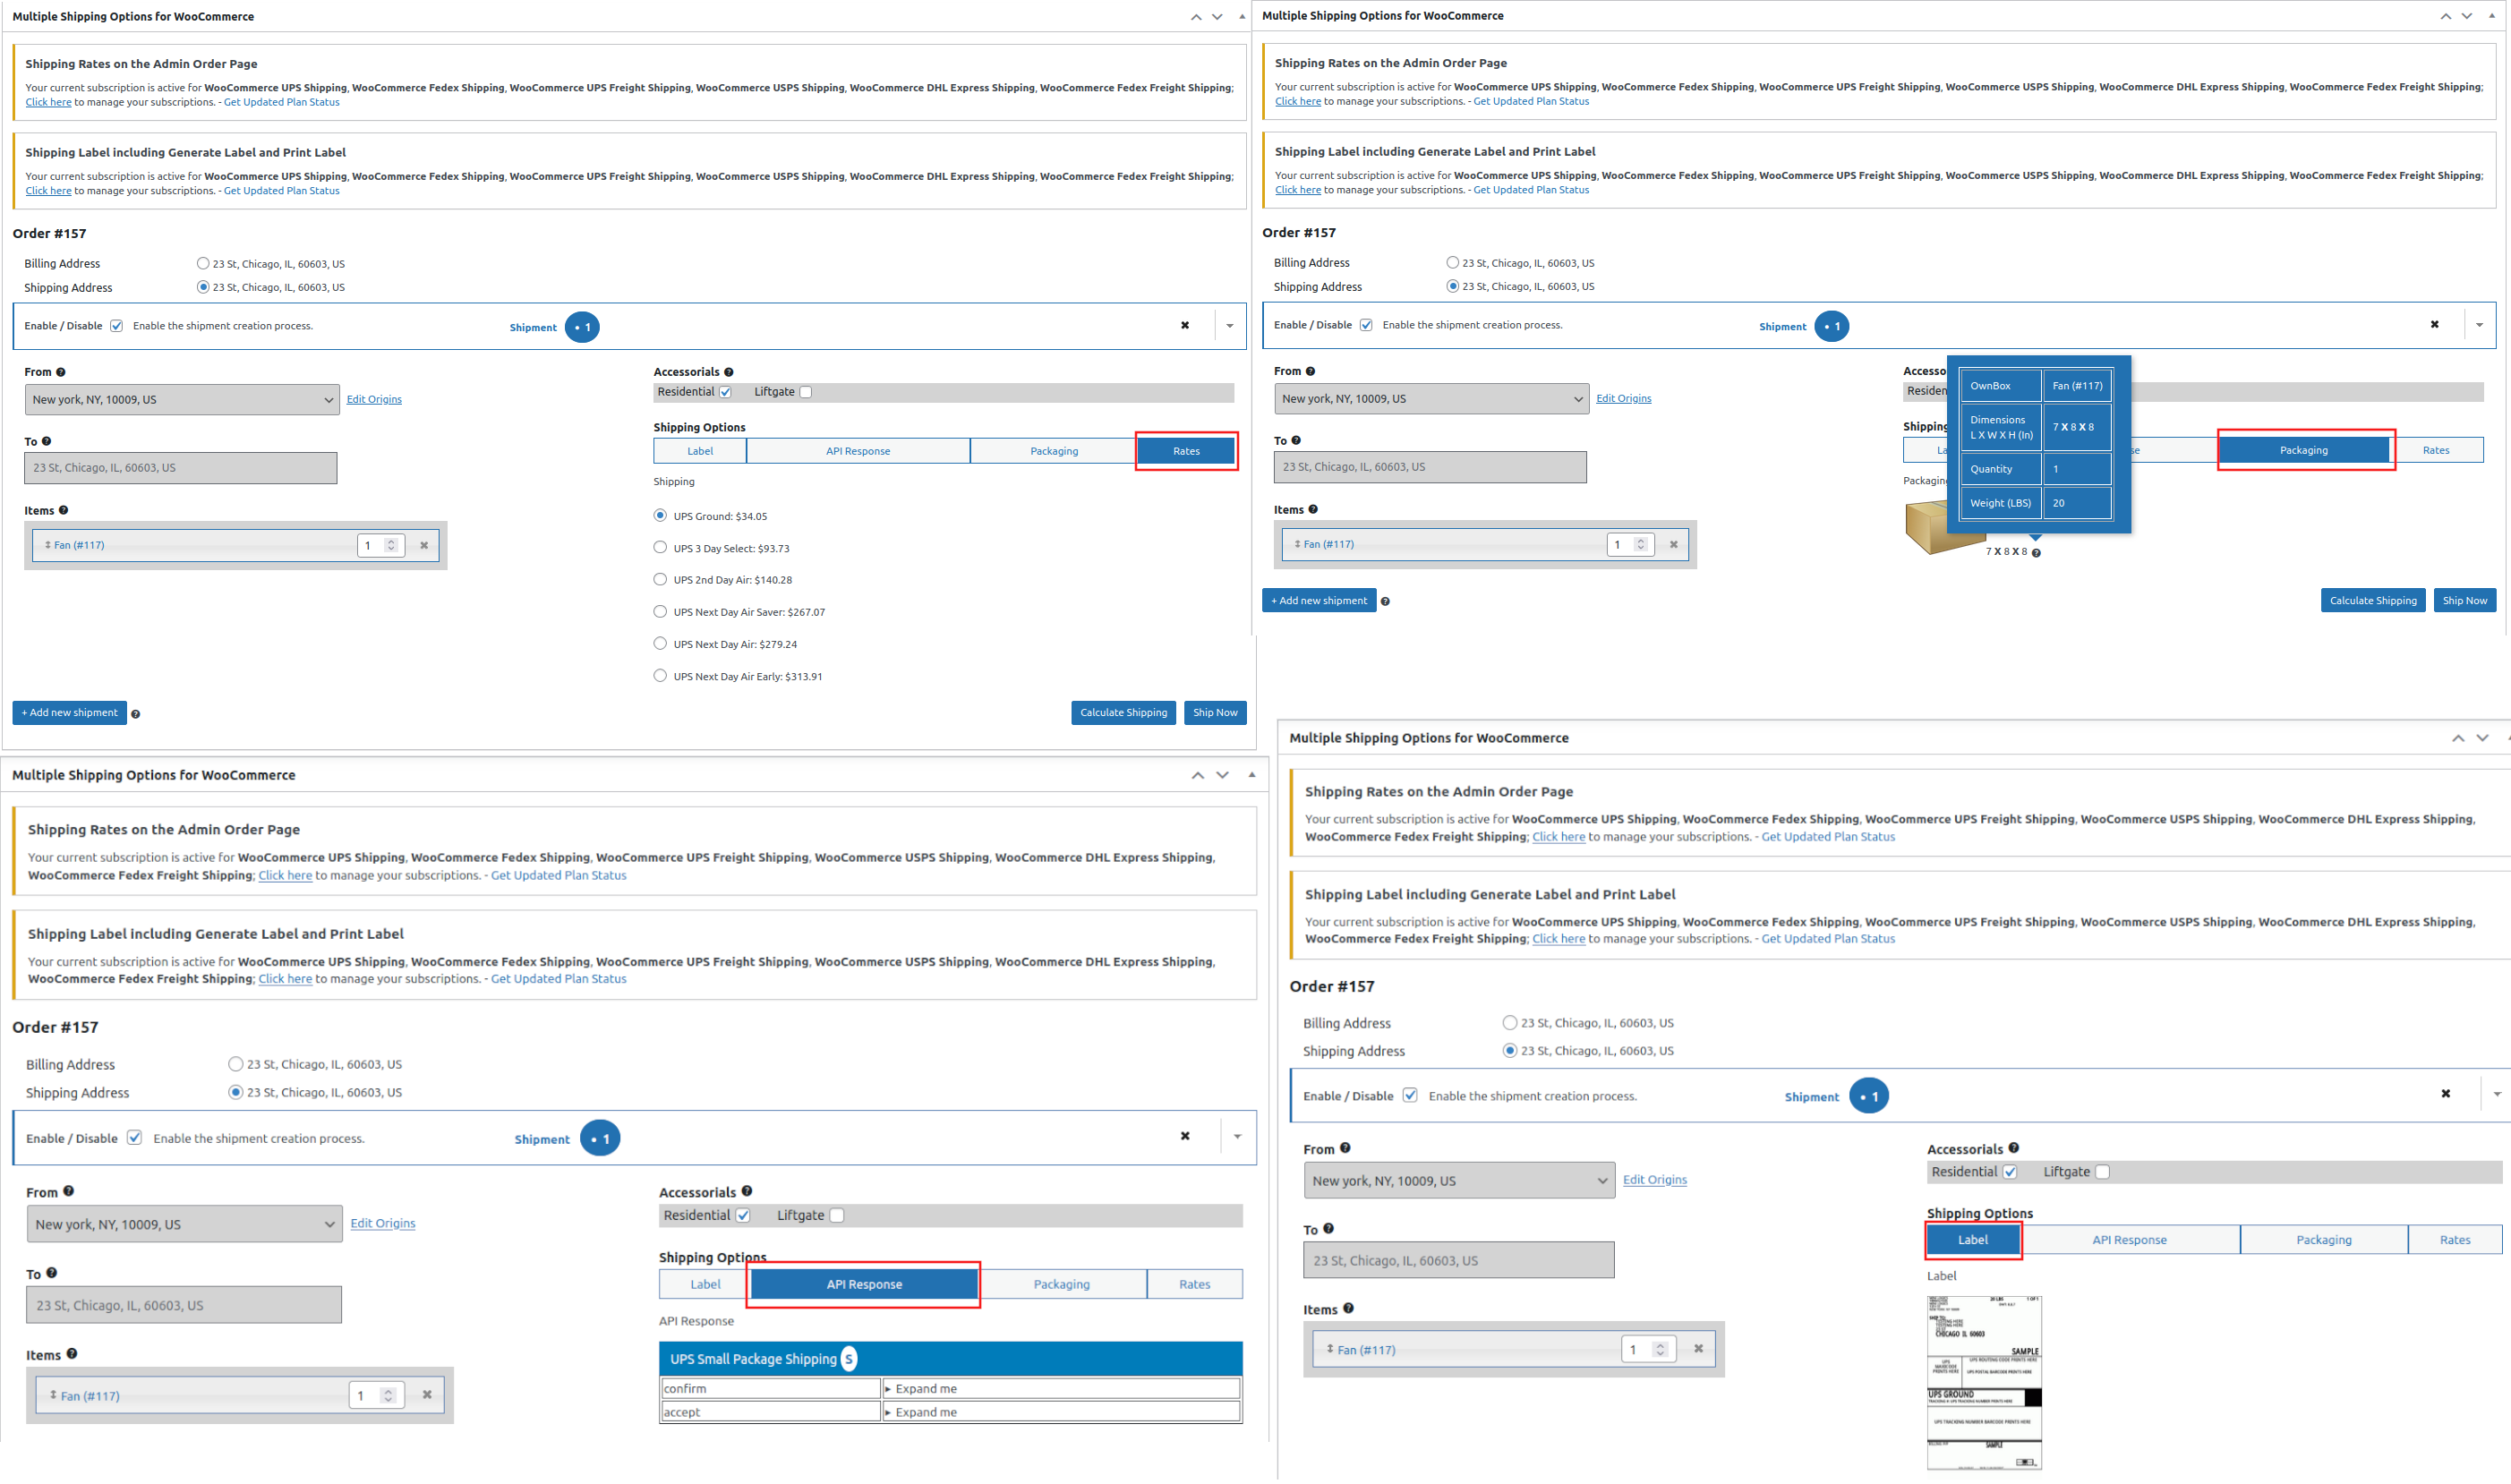 Multiple Shipping Options for WooCommerce
Shipping Rates on the Admin Order Page
Your current subscription is active for WooCommerce UPS Shipping, WooCommerce Fedex Shipping, WooCommerce UPS Freight Shipping, WooCommerce USPS Shipping, WooCommerce DHL Express Shipping, WooCommerce Fedex Freight Shipping;
Click here to manage your subscriptions. - Get Updated Plan Status
Shipping Label including Generate Label and Print Label
Your current subscription is active for WooCommerce UPS Shipping, WooCommerce Fedex Shipping, WooCommerce UPS Freight Shipping, WooCommerce USPS Shipping, WooCommerce DHL Express Shipping, WooCommerce Fedex Freight Shipping;
Click here to manage your subscriptions. - Get Updated Plan Status
Order #157
Billing Address 23 St, Chicago, IL, 60603, US
Shipping Address 23 St, Chicago, IL, 60603, US
Enable / Disable Enable the shipment creation process. Shipment • 1
From
New york, NY, 10009, US Edit Origins
To
23 St, Chicago, IL, 60603, US
Items
Fan (#117) 1
Accessorials
Residential Liftgate
Shipping Options
Label API Response Packaging Rates
Shipping
UPS Ground: $34.05
UPS 3 Day Select: $93.73
UPS 2nd Day Air: $140.28
UPS Next Day Air Saver: $267.07
UPS Next Day Air: $279.24
UPS Next Day Air Early: $313.91
+ Add new shipment Calculate Shipping Ship Now
Multiple Shipping Options for WooCommerce
Shipping Rates on the Admin Order Page
Your current subscription is active for WooCommerce UPS Shipping, WooCommerce Fedex Shipping, WooCommerce UPS Freight Shipping, WooCommerce USPS Shipping, WooCommerce DHL Express Shipping, WooCommerce Fedex Freight Shipping;
Click here to manage your subscriptions. - Get Updated Plan Status
Shipping Label including Generate Label and Print Label
Your current subscription is active for WooCommerce UPS Shipping, WooCommerce Fedex Shipping, WooCommerce UPS Freight Shipping, WooCommerce USPS Shipping, WooCommerce DHL Express Shipping, WooCommerce Fedex Freight Shipping;
Click here to manage your subscriptions. - Get Updated Plan Status
Order #157
Billing Address 23 St, Chicago, IL, 60603, US
Shipping Address 23 St, Chicago, IL, 60603, US
Enable / Disable Enable the shipment creation process. Shipment • 1
From
New york, NY, 10009, US Edit Origins
To
23 St, Chicago, IL, 60603, US
Items
Fan (#117) 1
Accesso
Residen
Shipping
La se Packaging Rates
Packagin
OwnBox Fan (#117)
Dimensions
L X W X H (In) 7 X 8 X 8
Quantity 1
Weight (LBS) 20
7 X 8 X 8
+ Add new shipment Calculate Shipping Ship Now
Multiple Shipping Options for WooCommerce
Shipping Rates on the Admin Order Page
Your current subscription is active for WooCommerce UPS Shipping, WooCommerce Fedex Shipping, WooCommerce UPS Freight Shipping, WooCommerce USPS Shipping, WooCommerce DHL Express Shipping,
WooCommerce Fedex Freight Shipping; Click here to manage your subscriptions. - Get Updated Plan Status
Shipping Label including Generate Label and Print Label
Your current subscription is active for WooCommerce UPS Shipping, WooCommerce Fedex Shipping, WooCommerce UPS Freight Shipping, WooCommerce USPS Shipping, WooCommerce DHL Express Shipping,
WooCommerce Fedex Freight Shipping; Click here to manage your subscriptions. - Get Updated Plan Status
Order #157
Billing Address 23 St, Chicago, IL, 60603, US
Shipping Address 23 St, Chicago, IL, 60603, US
Enable / Disable Enable the shipment creation process. Shipment • 1
From
New york, NY, 10009, US Edit Origins
To
23 St, Chicago, IL, 60603, US
Items
Fan (#117) 1
Accessorials
Residential Liftgate
Shipping Options
Label API Response Packaging Rates
API Response
UPS Small Package Shipping S
confirm ▸ Expand me
accept ▸ Expand me
Multiple Shipping Options for WooCommerce
Shipping Rates on the Admin Order Page
Your current subscription is active for WooCommerce UPS Shipping, WooCommerce Fedex Shipping, WooCommerce UPS Freight Shipping, WooCommerce USPS Shipping, WooCommerce DHL Express Shipping,
WooCommerce Fedex Freight Shipping; Click here to manage your subscriptions. - Get Updated Plan Status
Shipping Label including Generate Label and Print Label
Your current subscription is active for WooCommerce UPS Shipping, WooCommerce Fedex Shipping, WooCommerce UPS Freight Shipping, WooCommerce USPS Shipping, WooCommerce DHL Express Shipping,
WooCommerce Fedex Freight Shipping; Click here to manage your subscriptions. - Get Updated Plan Status
Order #157
Billing Address 23 St, Chicago, IL, 60603, US
Shipping Address 23 St, Chicago, IL, 60603, US
Enable / Disable Enable the shipment creation process. Shipment • 1
From
New york, NY, 10009, US Edit Origins
To
23 St, Chicago, IL, 60603, US
Items
Fan (#117) 1
Accessorials
Residential Liftgate
Shipping Options
Label API Response Packaging Rates
Label
20 LBS 1 OF 1
SHIP TO:
CHICAGO IL 60603
SAMPLE
UPS ROUTING CODE PRINTS HERE
UPS POSTAL BARCODE PRINTS HERE
UPS GROUND
TRACKING #: UPS TRACKING NUMBER PRINTS HERE
UPS TRACKING NUMBER BARCODE PRINTS HERE
SAMPLE